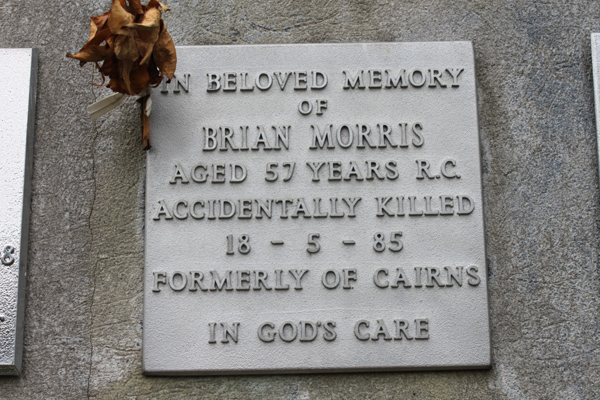 IN BELOVED MEMORY
OF
BRIAN MORRIS
AGED 57 YEARS R.C.
ACCIDENTALLY KILLED
18 - 5 - 85
FORMERLY OF CAIRNS
IN GOD'S CARE
8